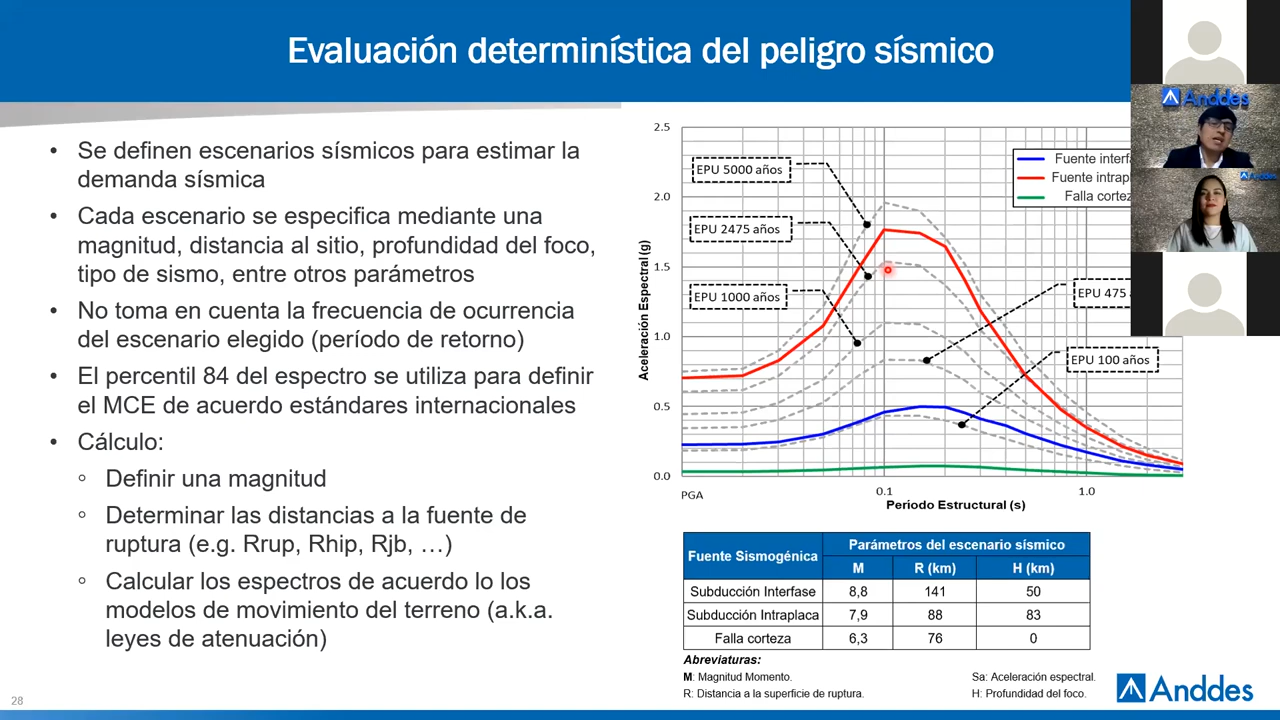 Evaluación determinística del peligro sísmico
Anddes
Anddes
• Se definen escenarios sísmicos para estimar la
demanda sísmica
• Cada escenario se especifica mediante una
magnitud, distancia al sitio, profundidad del foco,
tipo de sismo, entre otros parámetros
• No toma en cuenta la frecuencia de ocurrencia
del escenario elegido (período de retorno)
• El percentil 84 del espectro se utiliza para definir
el MCE de acuerdo estándares internacionales
• Cálculo:
◦ Definir una magnitud
◦ Determinar las distancias a la fuente de
ruptura (e.g. Rrup, Rhip, Rjb, …)
◦ Calcular los espectros de acuerdo lo los
modelos de movimiento del terreno (a.k.a.
leyes de atenuación)
28
Aceleración Espectral (g)
2.5
2.0
1.5
1.0
0.5
0.0
PGA
0.1
1.0
Período Estructural (s)
EPU 5000 años
EPU 2475 años
EPU 1000 años
EPU 475
EPU 100 años
Fuente
Fuente
Falla corteza
Fuente Sismogénica
Parámetros del escenario sísmico
M R (km) H (km)
Subducción Interfase 8,8 141 50
Subducción Intraplaca 7,9 88 83
Falla corteza 6,3 76 0
Abreviaturas:
M: Magnitud Momento. Sa: Aceleración espectral.
R: Distancia a la superficie de ruptura. H: Profundidad del foco.
Anddes